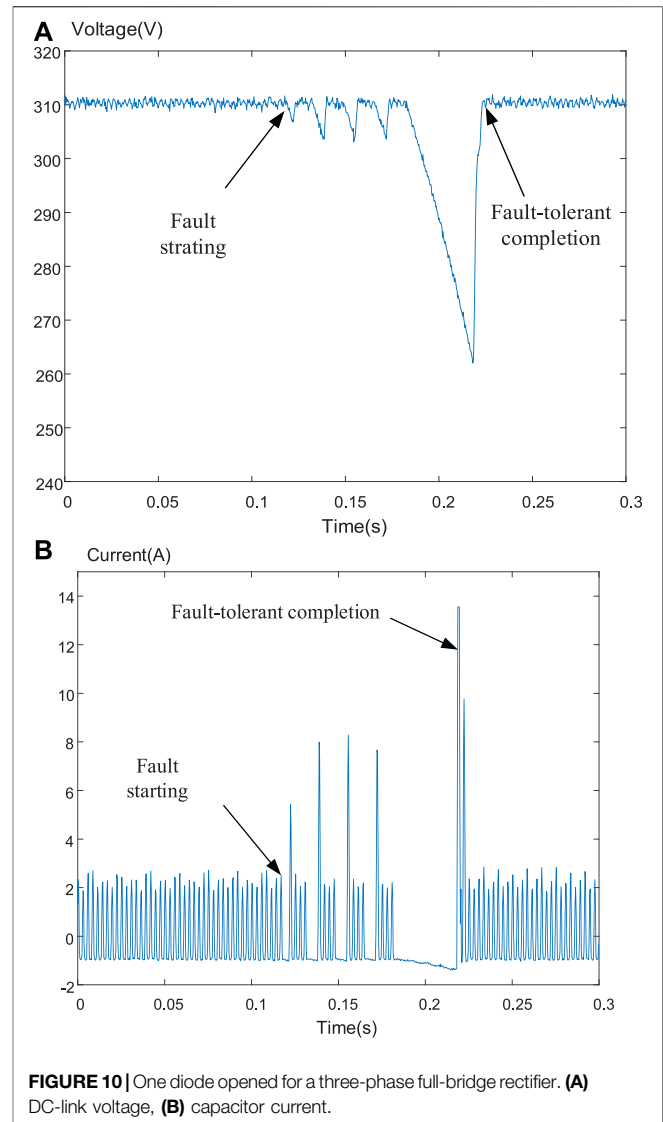 A
Voltage(V)
320
310
300
290
280
270
260
250
240
Fault
strating
Fault-tolerant
completion
0 0.05 0.1 0.15 0.2 0.25 0.3
Time(s)
B
Current(A)
14
12
10
8
6
4
2
0
-2
Fault-tolerant completion
Fault
starting
0 0.05 0.1 0.15 0.2 0.25 0.3
Time(s)
FIGURE 10 | One diode opened for a three-phase full-bridge rectifier. (A)
DC-link voltage, (B) capacitor current.